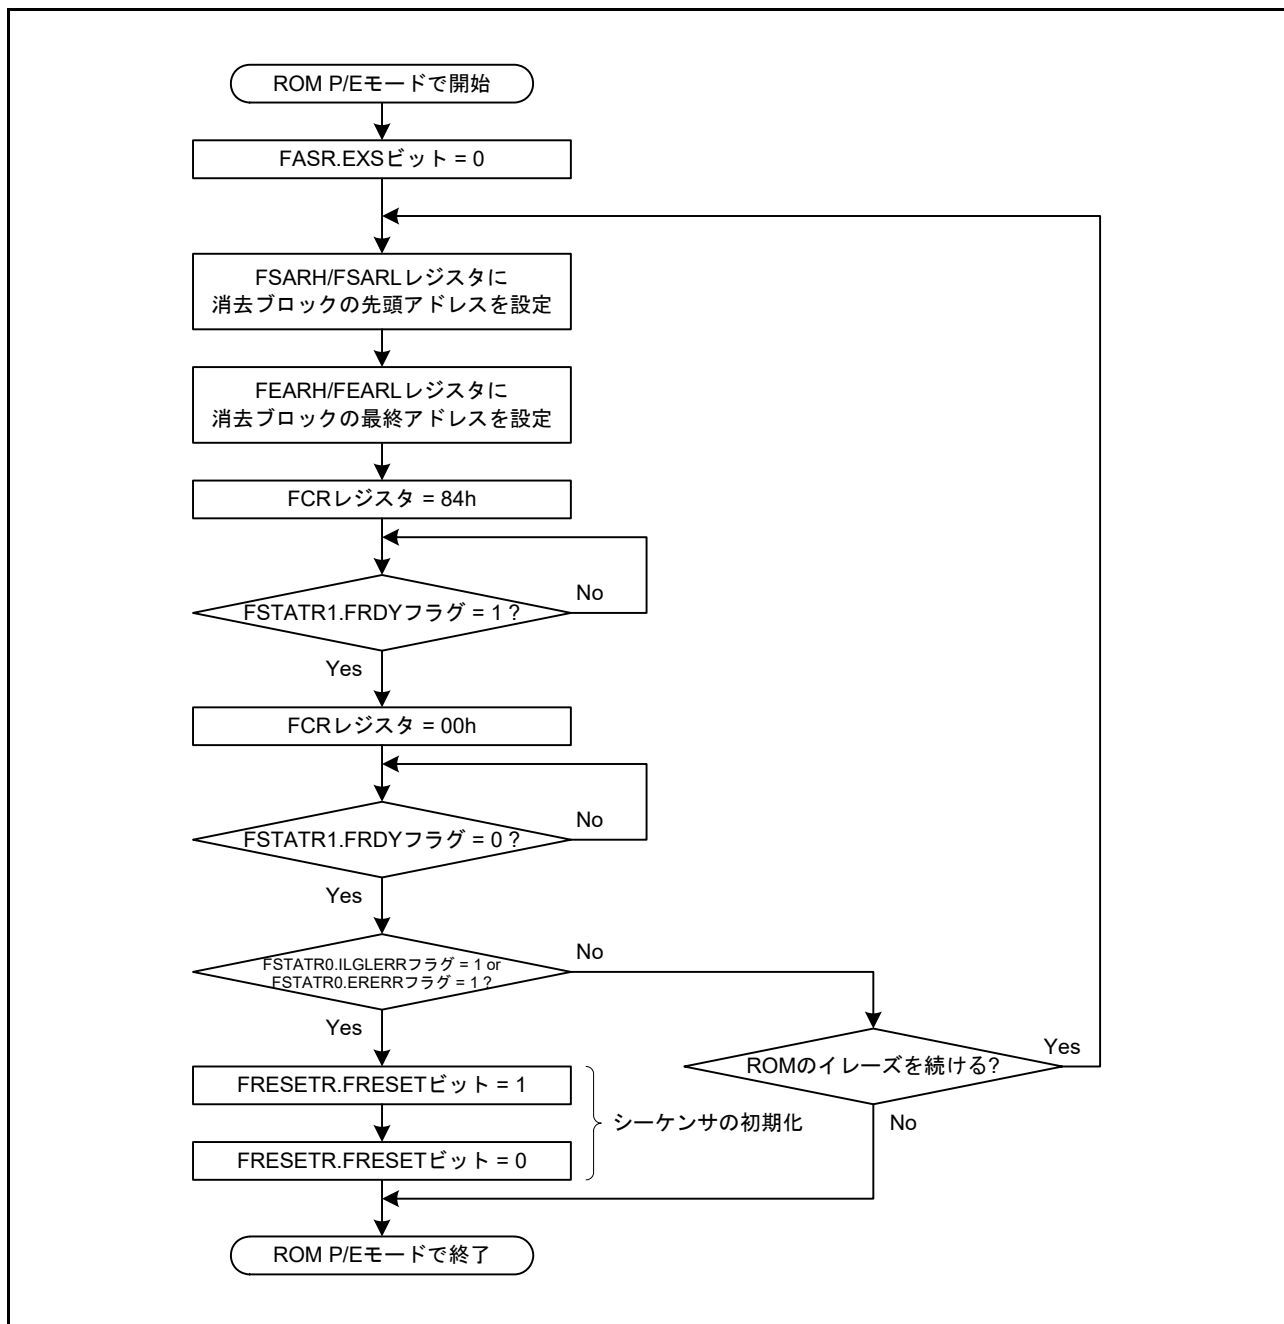 ROM P/Eモードで開始
FASR.EXSビット = 0
FSARH/FSARLレジスタに
消去ブロックの先頭アドレスを設定
FEARH/FEARLレジスタに
消去ブロックの最終アドレスを設定
FCRレジスタ = 84h
FSTATR1.FRDYフラグ = 1 ?
No
Yes
FCRレジスタ = 00h
FSTATR1.FRDYフラグ = 0 ?
No
Yes
FSTATR0.ILGLERRフラグ = 1 or
FSTATR0.ERERRフラグ = 1 ?
No
Yes
ROMのイレーズを続ける?
Yes
No
FRESETR.FRESETビット = 1
シーケンサの初期化
FRESETR.FRESETビット = 0
ROM P/Eモードで終了